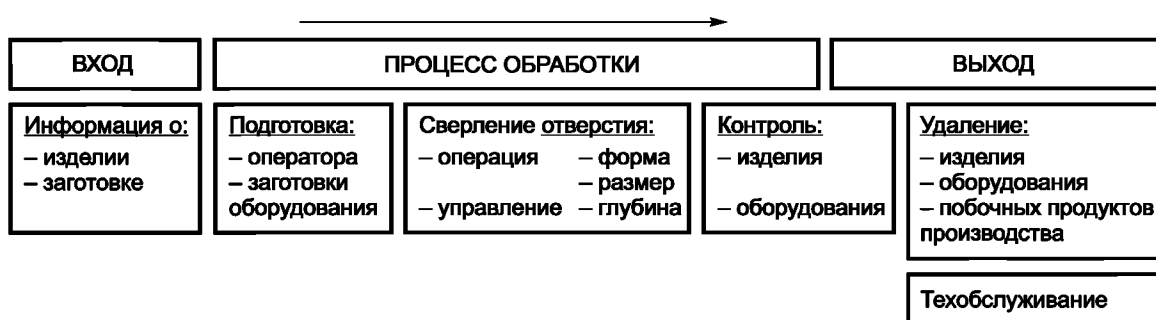 ВХОД
ПРОЦЕСС ОБРАБОТКИ
ВЫХОД
Информация о:
– изделии
– заготовке
Подготовка:
– оператора
– заготовки
оборудования
Сверление отверстия:
– операция – форма
– размер
– управление – глубина
Контроль:
– изделия
– оборудования
Удаление:
– изделия
– оборудования
– побочных продуктов
производства
Техобслуживание